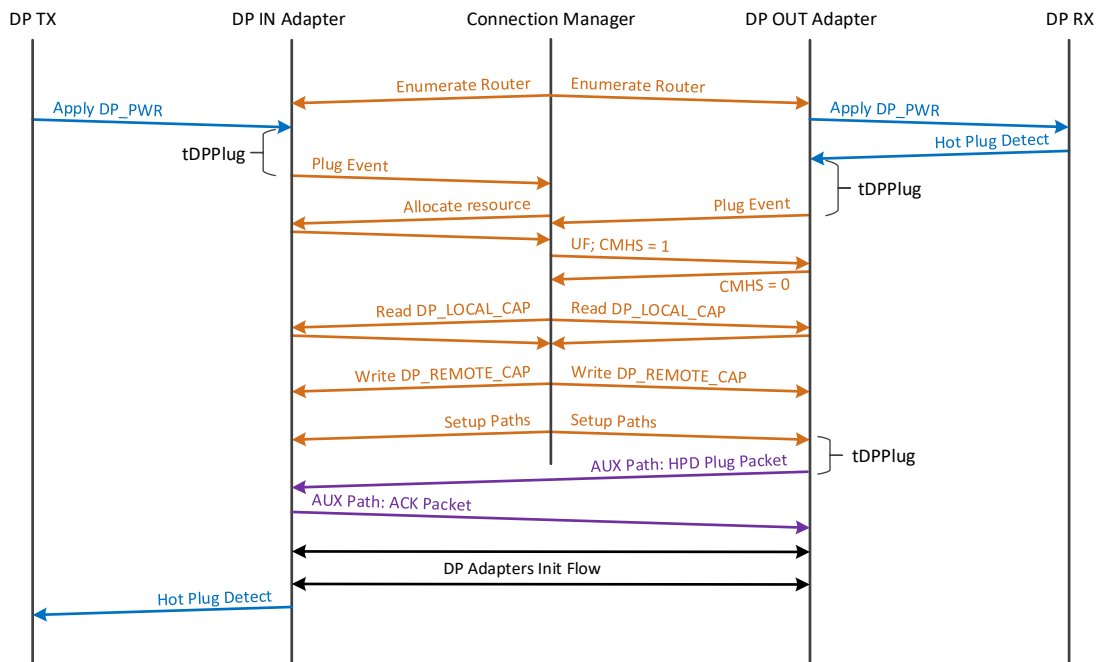 DP TX
DP IN Adapter
Connection Manager
DP OUT Adapter
DP RX
Enumerate Router
Enumerate Router
Apply DP_PWR
Apply DP_PWR
Hot Plug Detect
tDPPlug
Plug Event
tDPPlug
Allocate resource
Plug Event
UF; CMHS = 1
CMHS = 0
Read DP_LOCAL_CAP
Read DP_LOCAL_CAP
Write DP_REMOTE_CAP
Write DP_REMOTE_CAP
Setup Paths
Setup Paths
tDPPlug
AUX Path: HPD Plug Packet
AUX Path: ACK Packet
DP Adapters Init Flow
Hot Plug Detect